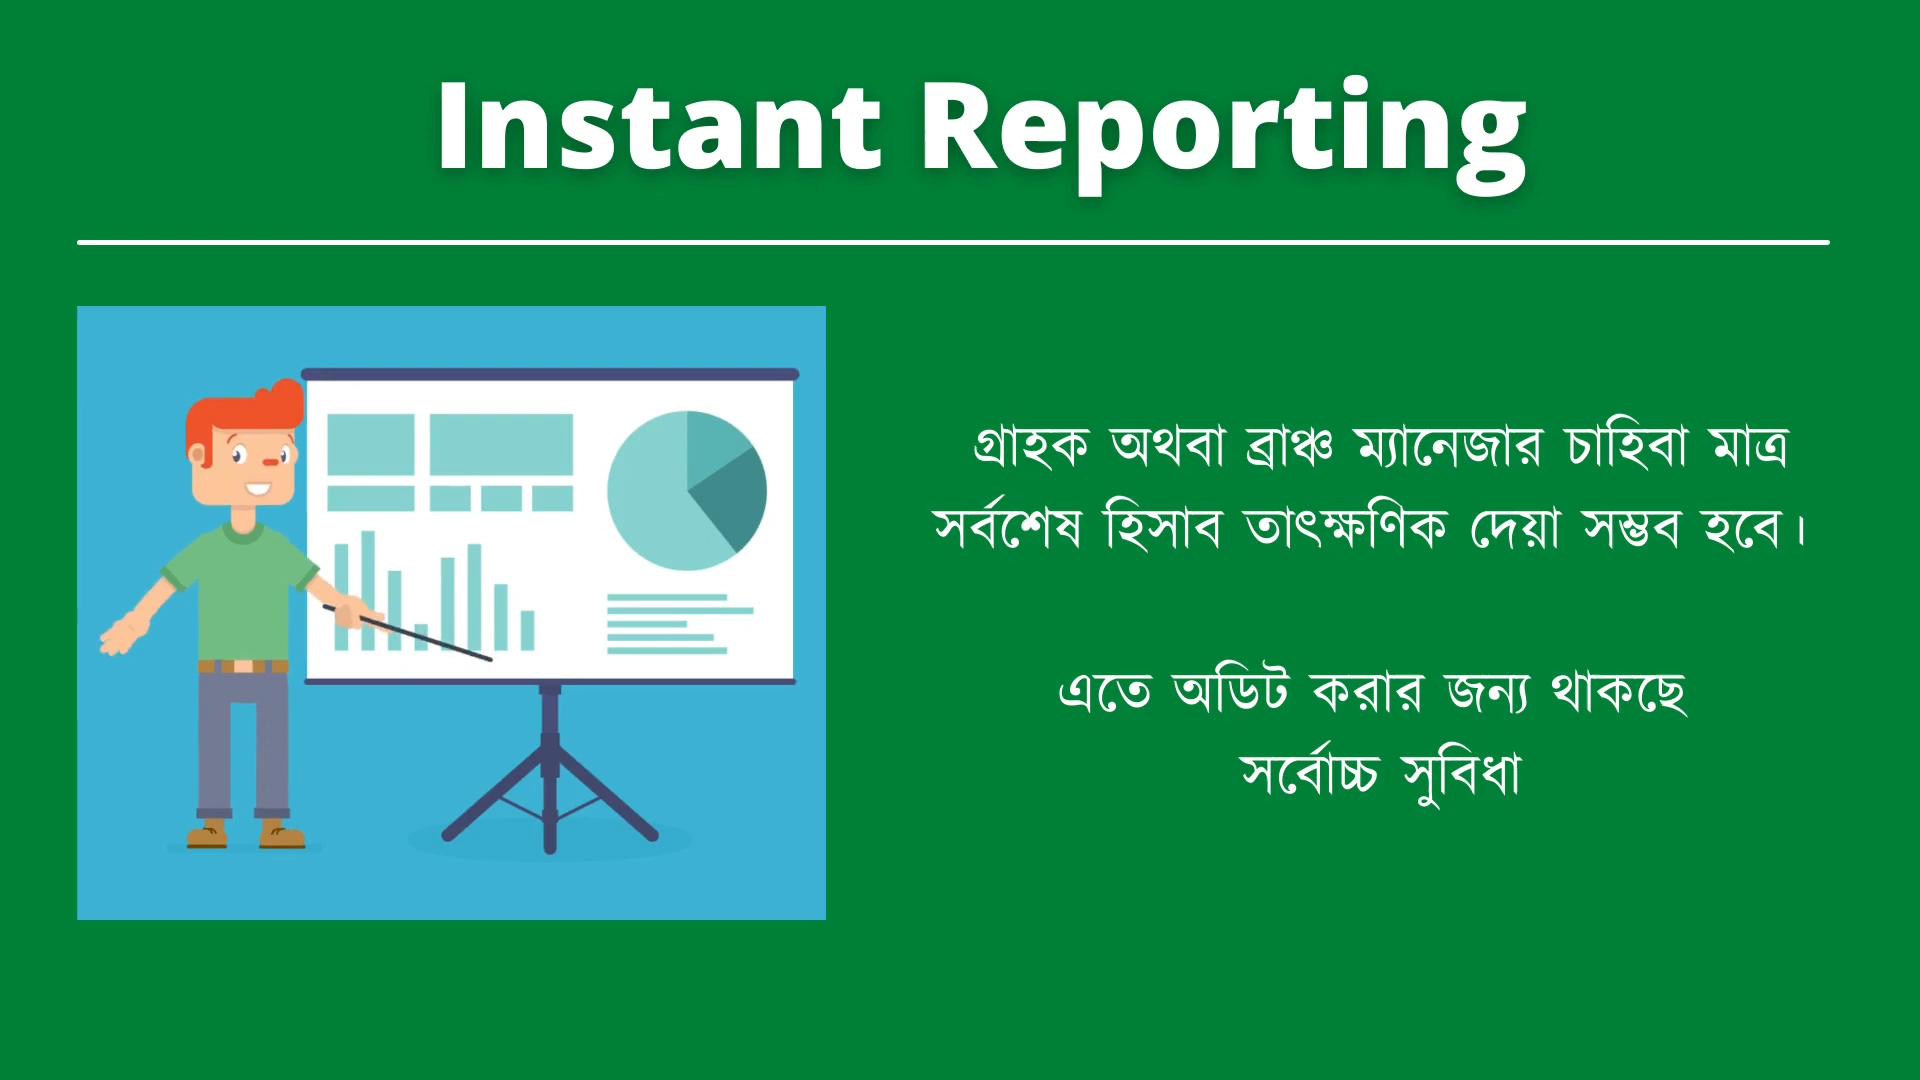 Instant Reporting
গ্রাহক অথবা ব্রাঞ্চ ম্যানেজার চাহিবা মাত্র
সর্বশেষ হিসাব তাৎক্ষণিক দেয়া সম্ভব হবে।
এতে অডিট করার জন্য থাকছে
সর্বোচ্চ সুবিধা